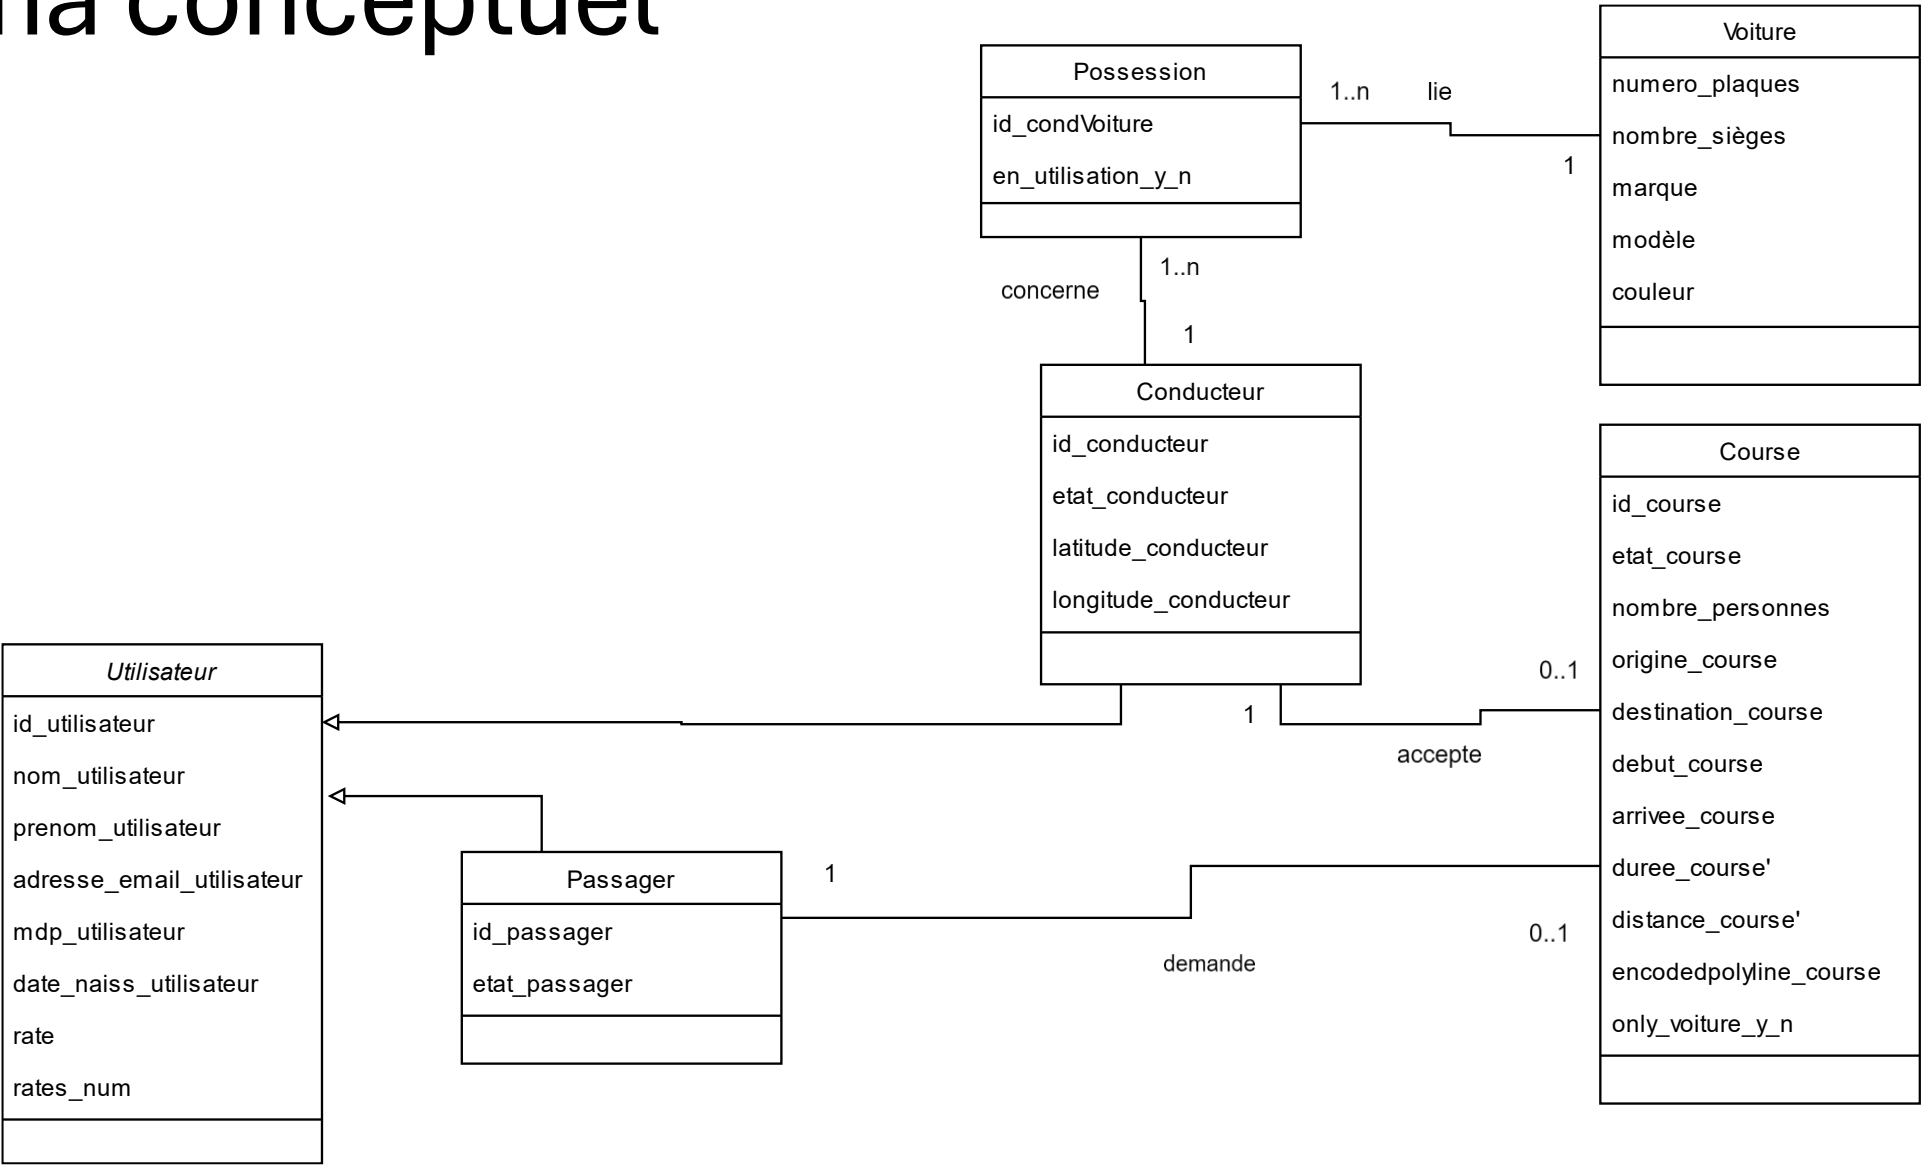 conceptuel
Possession
id_condVoiture
en_utilisation_y_n
1..n
lie
1
Voiture
numero_plaques
nombre_sièges
marque
modèle
couleur
1..n
concerne
1
Conducteur
id_conducteur
etat_conducteur
latitude_conducteur
longitude_conducteur
1
accepte
0..1
Course
id_course
etat_course
nombre_personnes
origine_course
destination_course
debut_course
arrivee_course
duree_course'
distance_course'
encodedpolyline_course
only_voiture_y_n
Utilisateur
id_utilisateur
nom_utilisateur
prenom_utilisateur
adresse_email_utilisateur
mdp_utilisateur
date_naiss_utilisateur
rate
rates_num
Passager
id_passager
etat_passager
1
demande
0..1